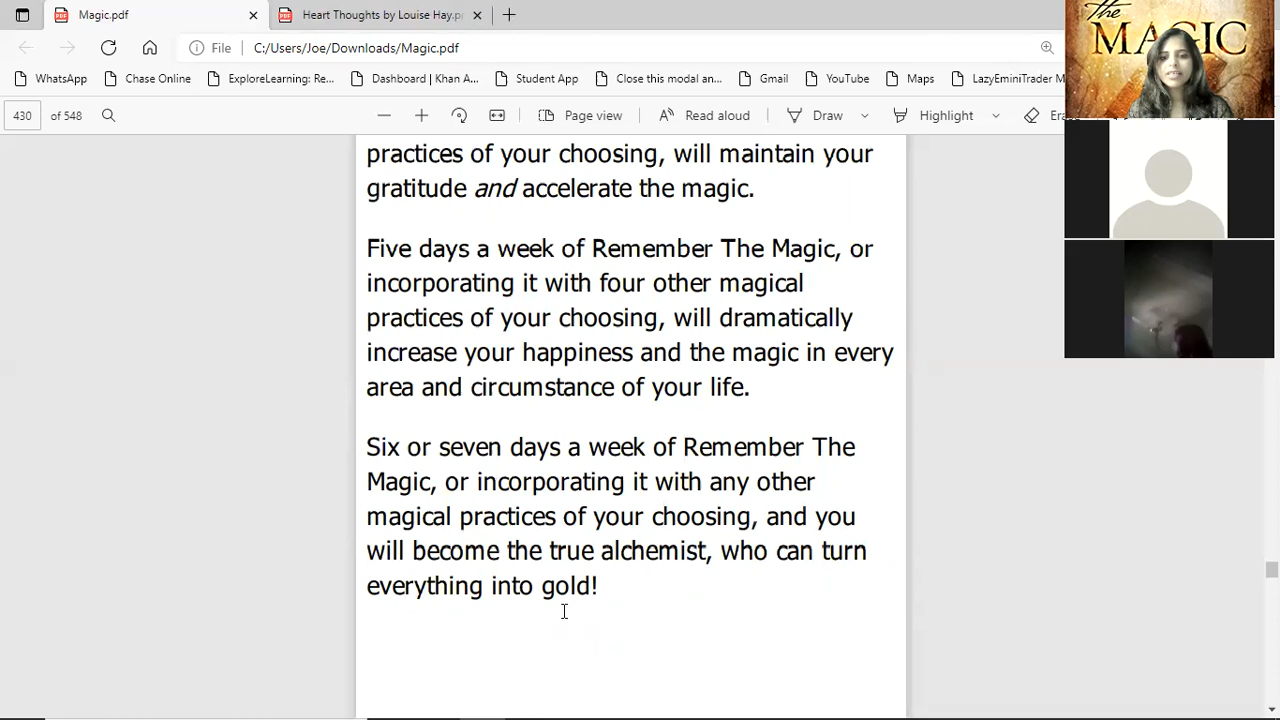 Magic.pdf
Heart Thoughts by Louise Hay.p
File C:/Users/Joe/Downloads/Magic.pdf
WhatsApp Chase Online ExploreLearning: Re... Dashboard | Khan A... Student App Close this modal an... Gmail YouTube Maps LazyEminiTrader M
430 of 548 Page view Read aloud Draw Highlight Era
The
MAGIC
practices of your choosing, will maintain your
gratitude and accelerate the magic.
Five days a week of Remember The Magic, or
incorporating it with four other magical
practices of your choosing, will dramatically
increase your happiness and the magic in every
area and circumstance of your life.
Six or seven days a week of Remember The
Magic, or incorporating it with any other
magical practices of your choosing, and you
will become the true alchemist, who can turn
everything into gold!